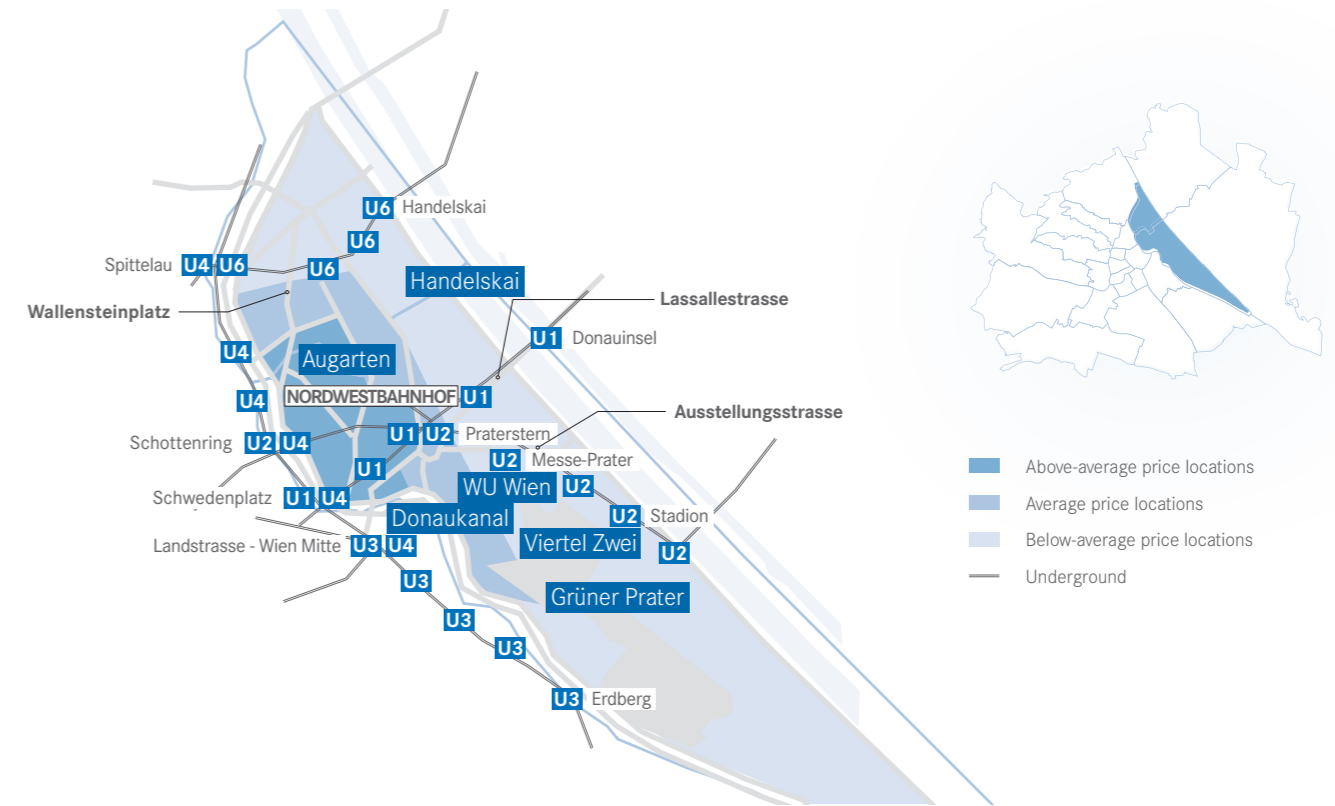 U6 Handelskai
U6
Spittelau U4 U6
U6
Handelskai
Wallensteinplatz
Lassallestrasse
U1 Donauinsel
U4
Augarten
NORDWESTBAHNHOF U1
U4
Ausstellungsstrasse
U1 U2 Praterstern
Schottenring U2 U4
U2 Messe-Prater
U1
WU Wien U2
Schwedenplatz U1 U4
Donaukanal
U2 Stadion
Viertel Zwei
Landstrasse - Wien Mitte U3 U4
U2
U3
Grüner Prater
U3
U3
U3 Erdberg
Above-average price locations
Average price locations
Below-average price locations
Underground